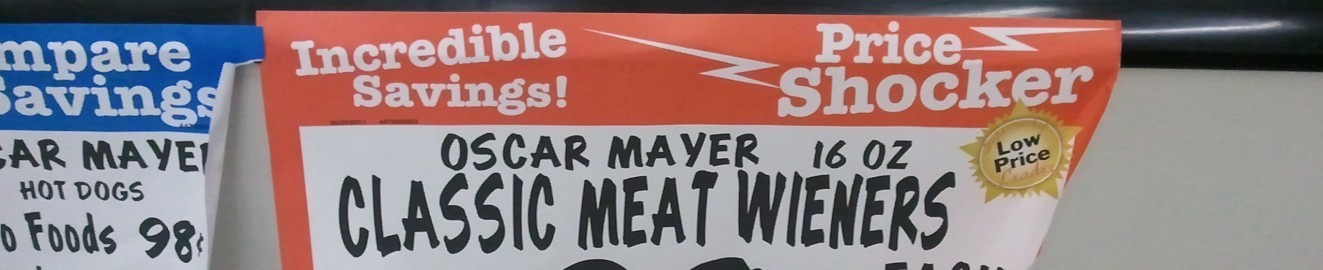 mpare
Savings
CAR MAYE
HOT DOGS
o Foods 98¢
Incredible
Savings!
Price
Shocker
Low
Price
OSCAR MAYER 16 OZ
CLASSIC MEAT WIENERS